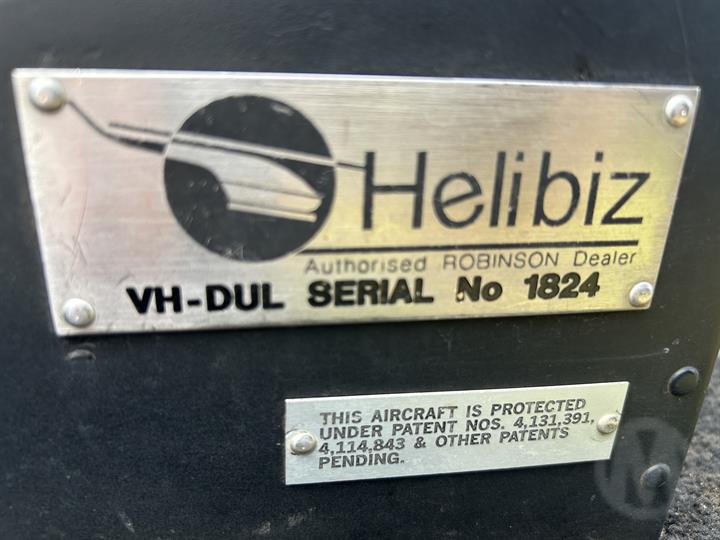 Helibiz
Authorised ROBINSON Dealer
VH-DUL SERIAL No 1824
THIS AIRCRAFT IS PROTECTED
UNDER PATENT NOS. 4,131,391,
4,114,843 & OTHER PATENTS
PENDING.